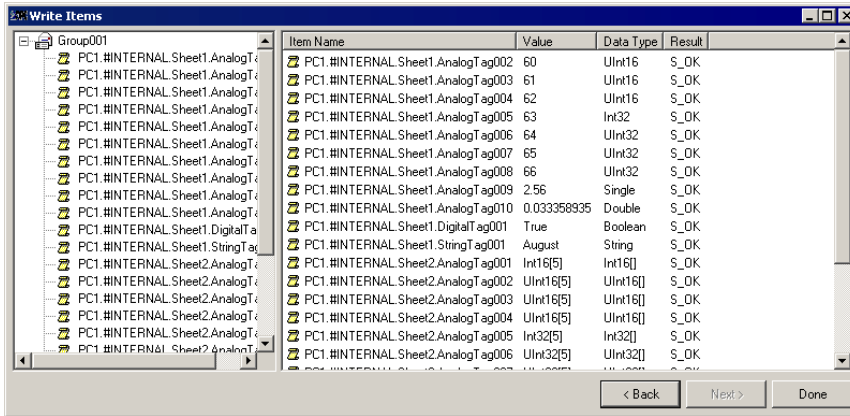 Write Items
Group001
PC1.#INTERNAL.Sheet1.AnalogTa
PC1.#INTERNAL.Sheet1.AnalogTa
PC1.#INTERNAL.Sheet1.AnalogTa
PC1.#INTERNAL.Sheet1.AnalogTa
PC1.#INTERNAL.Sheet1.AnalogTa
PC1.#INTERNAL.Sheet1.AnalogTa
PC1.#INTERNAL.Sheet1.AnalogTa
PC1.#INTERNAL.Sheet1.AnalogTa
PC1.#INTERNAL.Sheet1.AnalogTa
PC1.#INTERNAL.Sheet1.AnalogTa
PC1.#INTERNAL.Sheet1.DigitalTa
PC1.#INTERNAL.Sheet1.StringTag
PC1.#INTERNAL.Sheet2.AnalogTa
PC1.#INTERNAL.Sheet2.AnalogTa
PC1.#INTERNAL.Sheet2.AnalogTa
PC1.#INTERNAL.Sheet2.AnalogTa
PC1.#INTERNAL.Sheet2.AnalogTa
PC1.#INTERNAL.Sheet2.AnalogTa
Item Name Value Data Type Result
PC1.#INTERNAL.Sheet1.AnalogTag002 60 UInt16 S_OK
PC1.#INTERNAL.Sheet1.AnalogTag003 61 UInt16 S_OK
PC1.#INTERNAL.Sheet1.AnalogTag004 62 UInt16 S_OK
PC1.#INTERNAL.Sheet1.AnalogTag005 63 Int32 S_OK
PC1.#INTERNAL.Sheet1.AnalogTag006 64 UInt32 S_OK
PC1.#INTERNAL.Sheet1.AnalogTag007 65 UInt32 S_OK
PC1.#INTERNAL.Sheet1.AnalogTag008 66 UInt32 S_OK
PC1.#INTERNAL.Sheet1.AnalogTag009 2.56 Single S_OK
PC1.#INTERNAL.Sheet1.AnalogTag010 0.033358935 Double S_OK
PC1.#INTERNAL.Sheet1.DigitalTag001 True Boolean S_OK
PC1.#INTERNAL.Sheet1.StringTag001 August String S_OK
PC1.#INTERNAL.Sheet2.AnalogTag001 Int16[5] Int16[] S_OK
PC1.#INTERNAL.Sheet2.AnalogTag002 UInt16[5] UInt16[] S_OK
PC1.#INTERNAL.Sheet2.AnalogTag003 UInt16[5] UInt16[] S_OK
PC1.#INTERNAL.Sheet2.AnalogTag004 UInt16[5] UInt16[] S_OK
PC1.#INTERNAL.Sheet2.AnalogTag005 Int32[5] Int32[] S_OK
PC1.#INTERNAL.Sheet2.AnalogTag006 UInt32[5] UInt32[] S_OK
< Back Next > Done